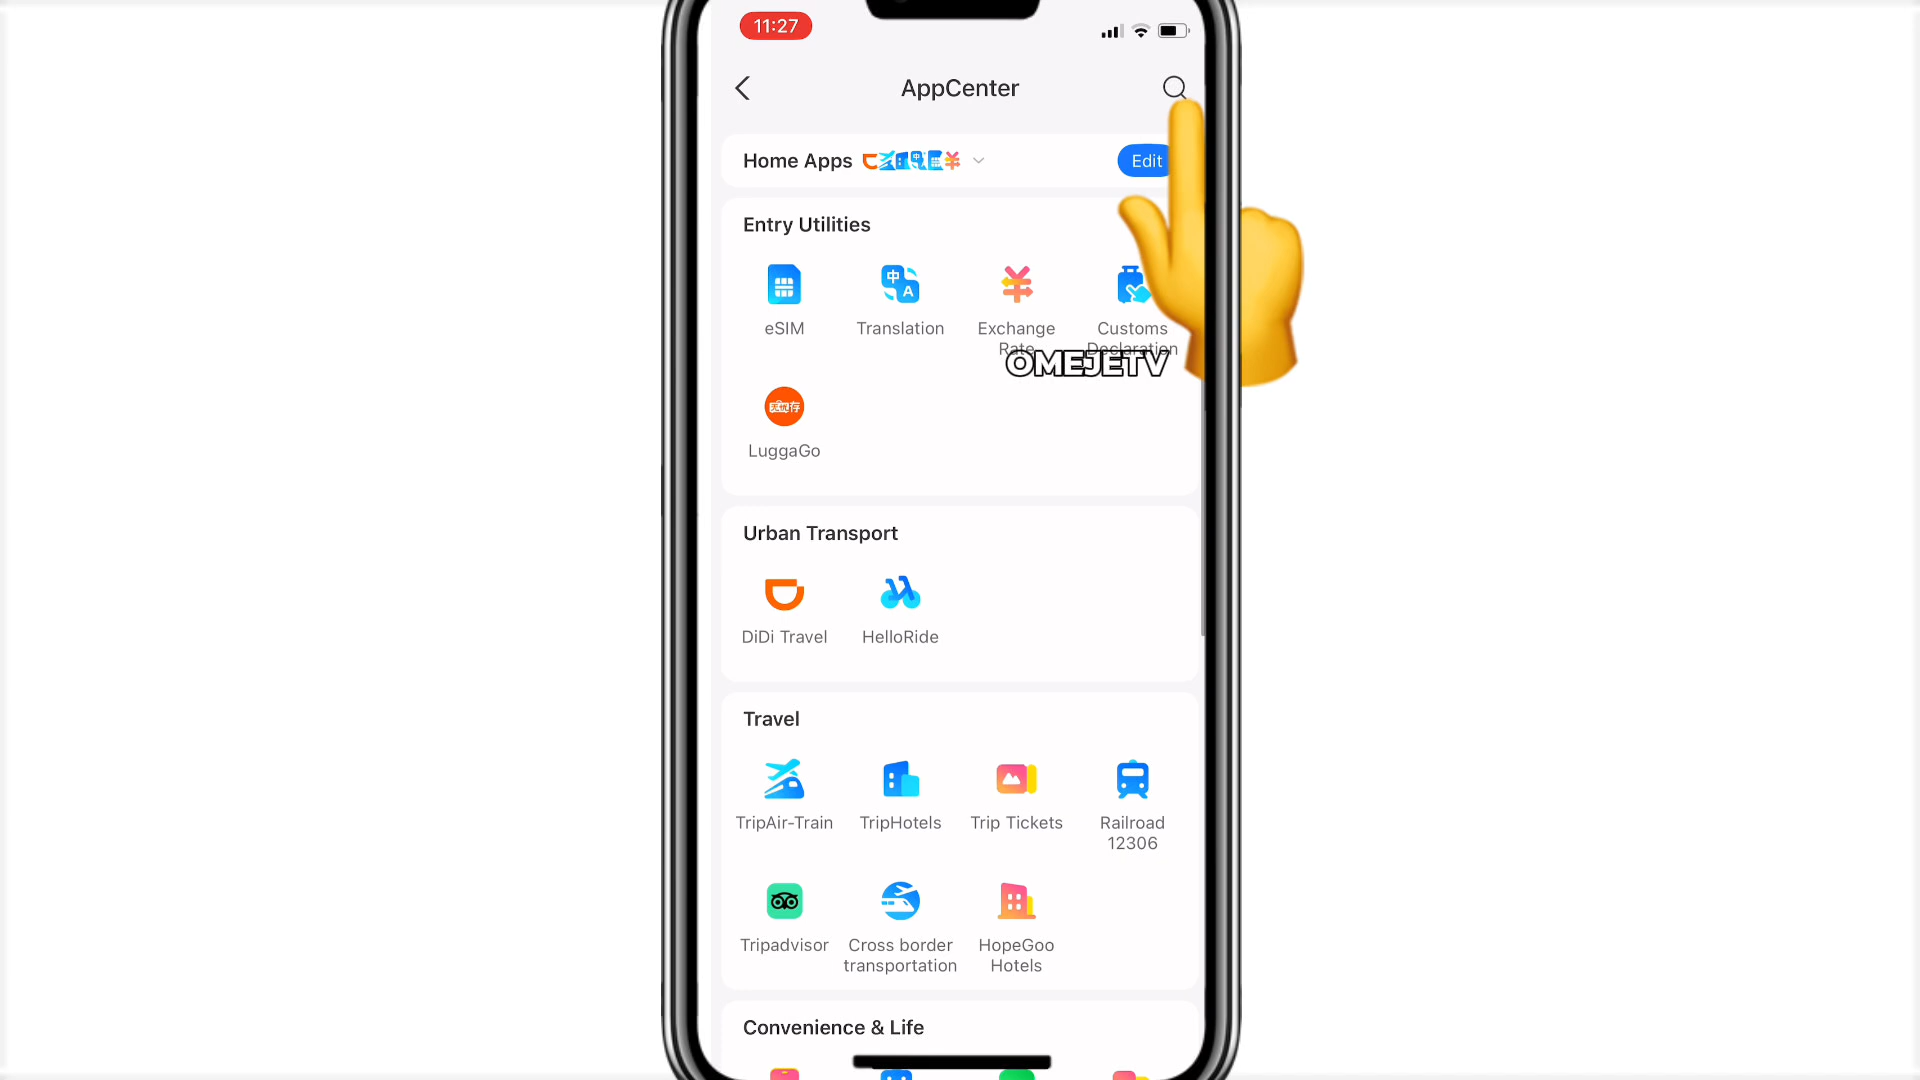 11:27
AppCenter
Home Apps
Edit
Entry Utilities
eSIM
Translation
Exchange
Rate
Customs
Declaration
OMEJETV
LuggaGo
Urban Transport
DiDi Travel
HelloRide
Travel
TripAir-Train
TripHotels
Trip Tickets
Railroad
12306
Tripadvisor
Cross border
transportation
HopeGoo
Hotels
Convenience & Life